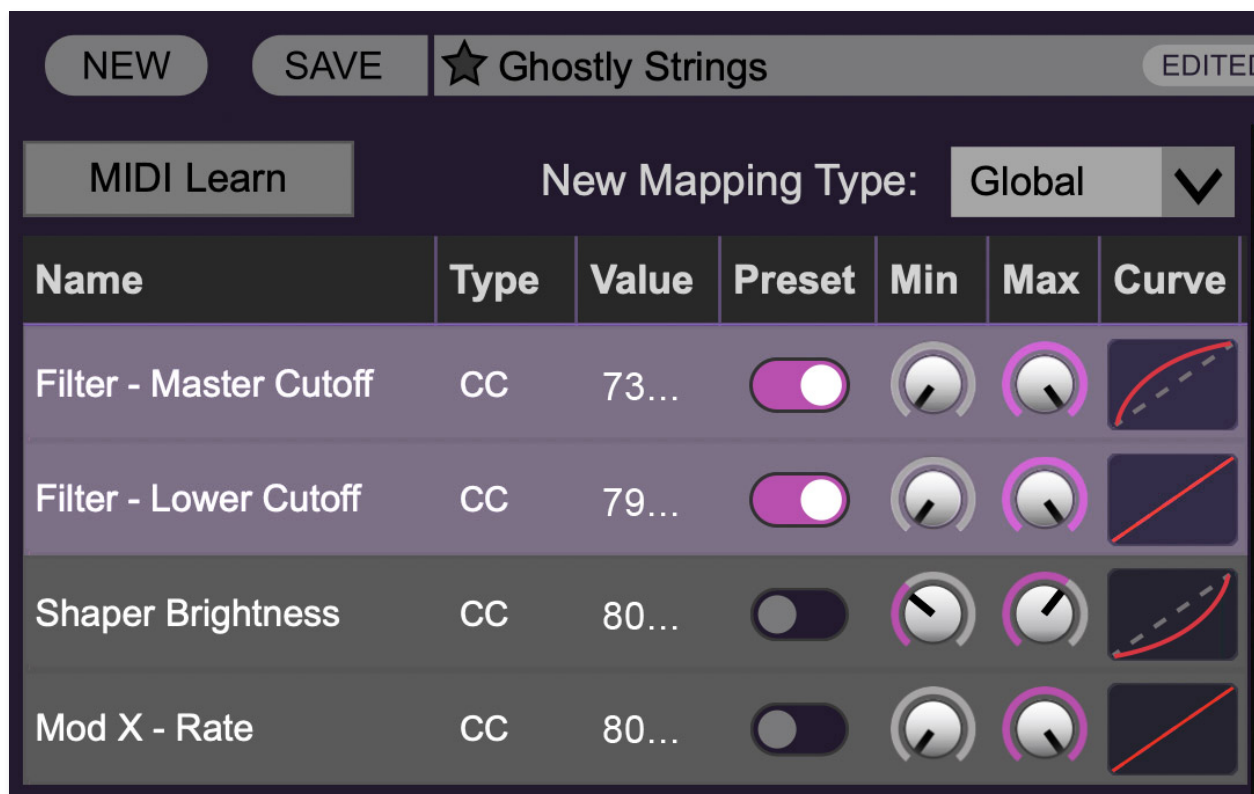 NEW SAVE Ghostly Strings EDITED
MIDI Learn New Mapping Type: Global
Name Type Value Preset Min Max Curve
Filter - Master Cutoff CC 73...
Filter - Lower Cutoff CC 79...
Shaper Brightness CC 80...
Mod X - Rate CC 80...